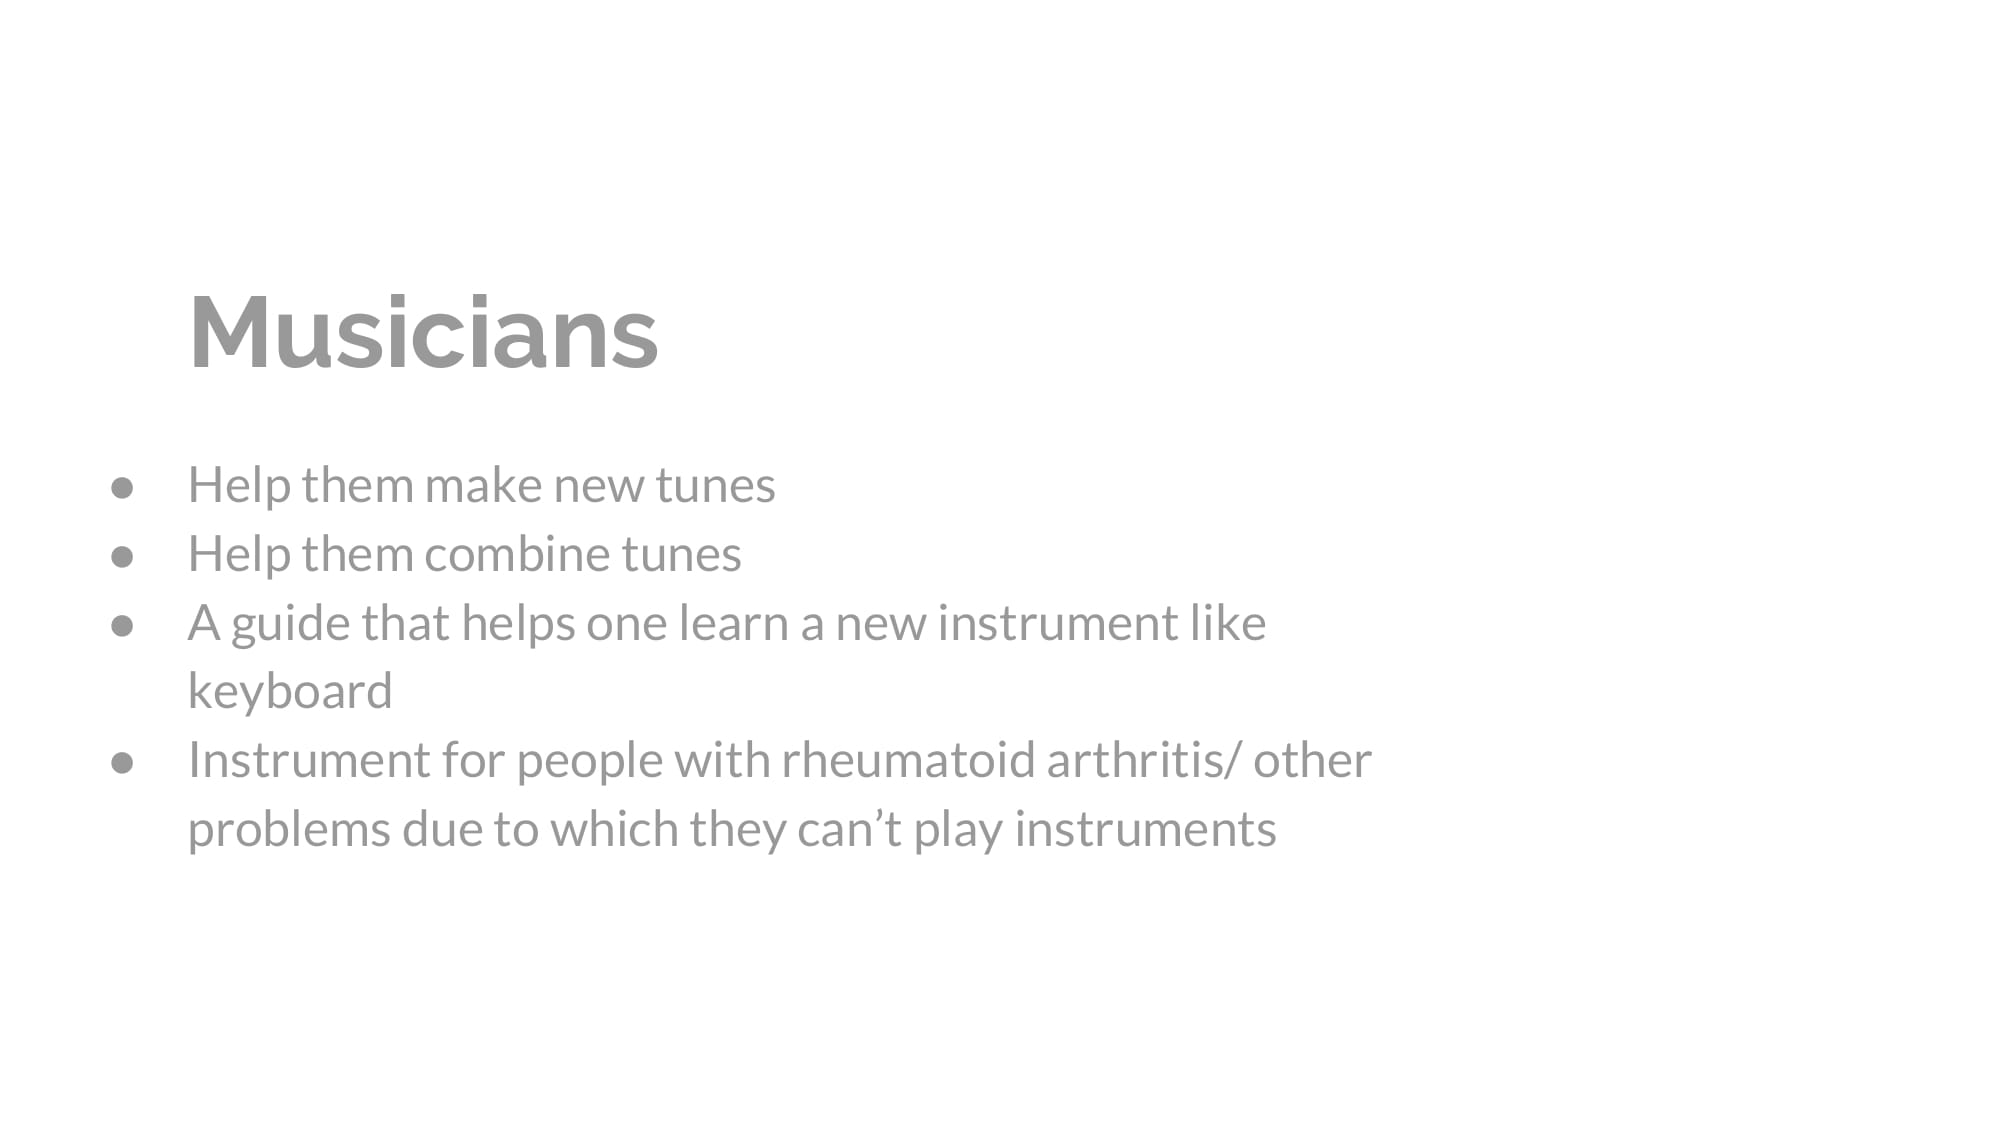 Musicians
● Help them make new tunes
● Help them combine tunes
● A guide that helps one learn a new instrument like
keyboard
● Instrument for people with rheumatoid arthritis/ other
problems due to which they can’t play instruments